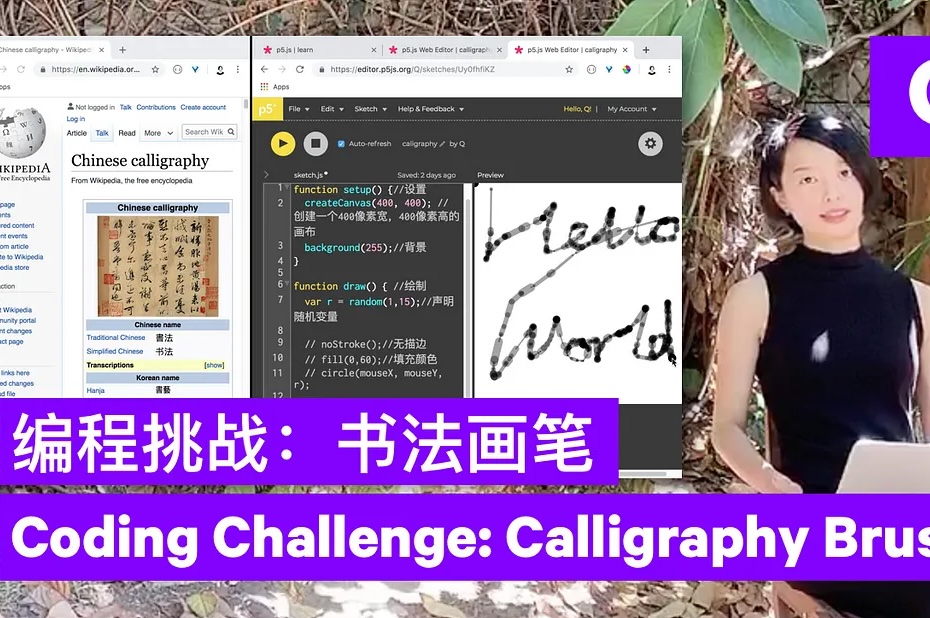 Chinese calligraphy - Wikiped
https://en.wikipedia.or...
Not logged in Talk Contributions Create account
Log in
Article Talk Read More
Search Wik
WIKIPEDIA
Free Encyclopedia
Chinese calligraphy
From Wikipedia, the free encyclopedia
Chinese calligraphy
Chinese name
Traditional Chinese 書法
Simplified Chinese 书法
Transcriptions [show]
Korean name
Hanja 書藝
p5.js | learn
p5.js Web Editor | calligraphy
p5.js Web Editor | calligraphy
https://editor.p5js.org/Q/sketches/Uy0fhfiKZ
Apps
p5*
File Edit Sketch Help & Feedback
Hello, Q! | My Account
Auto-refresh calligraphy by Q
sketch.js
Saved: 2 days ago
Preview
1 function setup() {//设置
2 createCanvas(400, 400); //
创建一个400像素宽, 400像素高的
画布
3 background(255);//背景
4 }
5
6 function draw() { //绘制
7 var r = random(1,15);//声明
随机变量
8
9 // noStroke();//无描边
10 // fill(0,60);//填充颜色
11 // circle(mouseX, mouseY,
r);
12
Hello
World
编程挑战：书法画笔
Coding Challenge: Calligraphy Brus